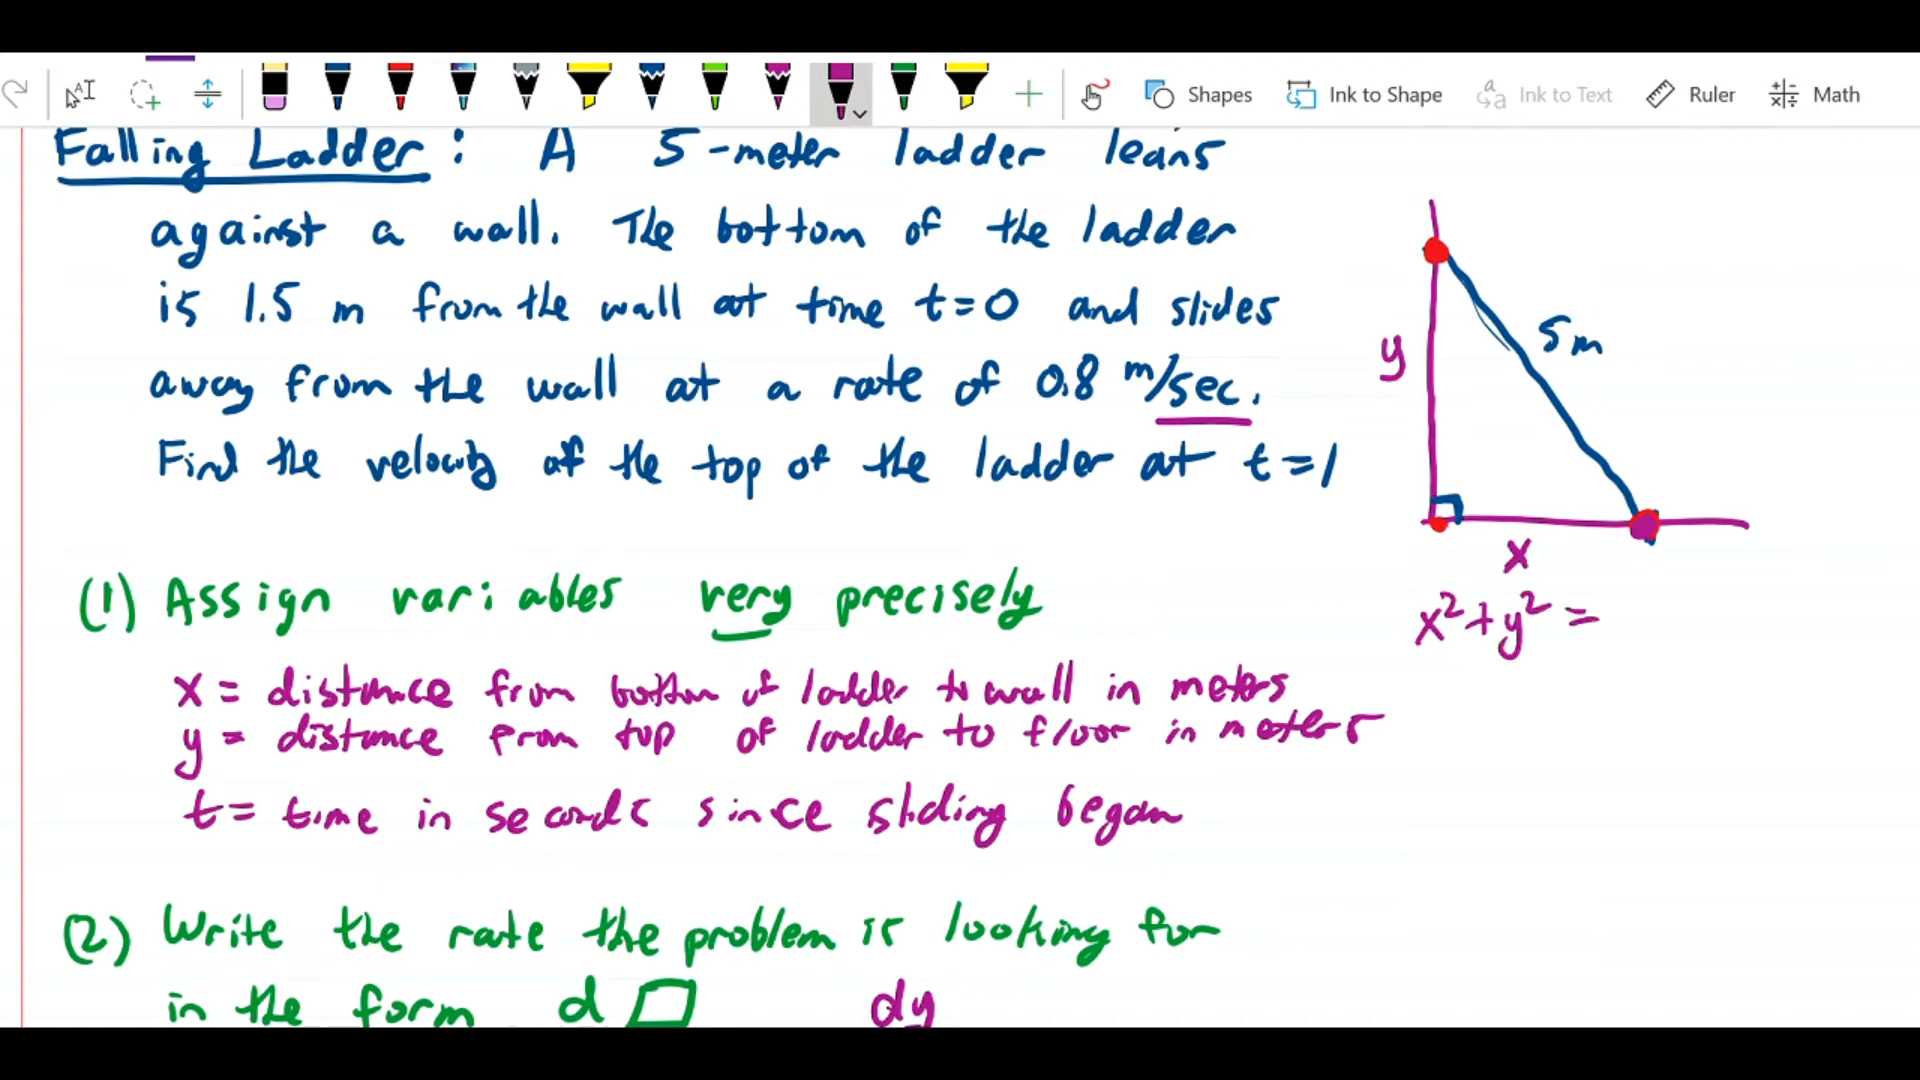 Shapes Ink to Shape Ink to Text Ruler Math
Falling Ladder : A 5-meter ladder leans
against a wall. The bottom of the ladder
is 1.5 m from the wall at time t=0 and slides
away from the wall at a rate of 0.8 m/sec.
Find the velocity of the top of the ladder at t=1
y
5m
x
x²+y² =
(1) Assign variables very precisely
x = distance from bottom of ladder to wall in meters
y = distance from top of ladder to floor in meters
t = time in seconds since sliding began
(2) Write the rate the problem is looking for
in the form d□ dy